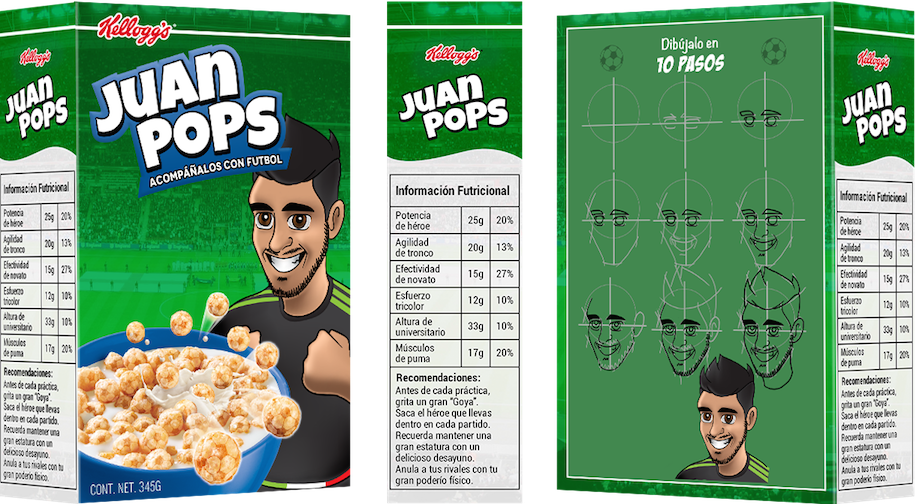 Kellogg's
JUAN
POPS
Información Futricional
Potencia de héroe 25g 20%
Agilidad de tronco 20g 13%
Efectividad de novato 15g 27%
Esfuerzo tricolor 12g 10%
Altura de universitario 33g 10%
Músculos de puma 17g 20%
Recomendaciones:
Antes de cada práctica,
grita un gran "Goya".
Saca el héroe que llevas
dentro en cada partido.
Recuerda mantener una
gran estatura con un
delicioso desayuno.
Anula a tus rivales con tu
gran poderío físico.
Kellogg's
JUAN
POPS
ACOMPÁÑALOS CON FUTBOL
CONT. NET. 345G
Kellogg's
JUAN
POPS
Información Futricional
Potencia
de héroe 25g 20%
Agilidad
de tronco 20g 13%
Efectividad
de novato 15g 27%
Esfuerzo
tricolor 12g 10%
Altura de
universitario 33g 10%
Músculos
de puma 17g 20%
Recomendaciones:
Antes de cada práctica,
grita un gran "Goya".
Saca el héroe que llevas
dentro en cada partido.
Recuerda mantener una
gran estatura con un
delicioso desayuno.
Anula a tus rivales con tu
gran poderío físico.
Dibújalo en
10 PASOS
Kellogg's
JUAN
POPS
Información Futricional
Potencia
de héroe 25g 20%
Agilidad
de tronco 20g 13%
Efectividad
de novato 15g 27%
Esfuerzo
tricolor 12g 10%
Altura de
universitario 33g 10%
Músculos
de puma 17g 20%
Recomendaciones:
Antes de cada práctica,
grita un gran "Goya".
Saca el héroe que llevas
dentro en cada partido.
Recuerda mantener una
gran estatura con un
delicioso desayuno.
Anula a tus rivales con tu
gran poderío físico.